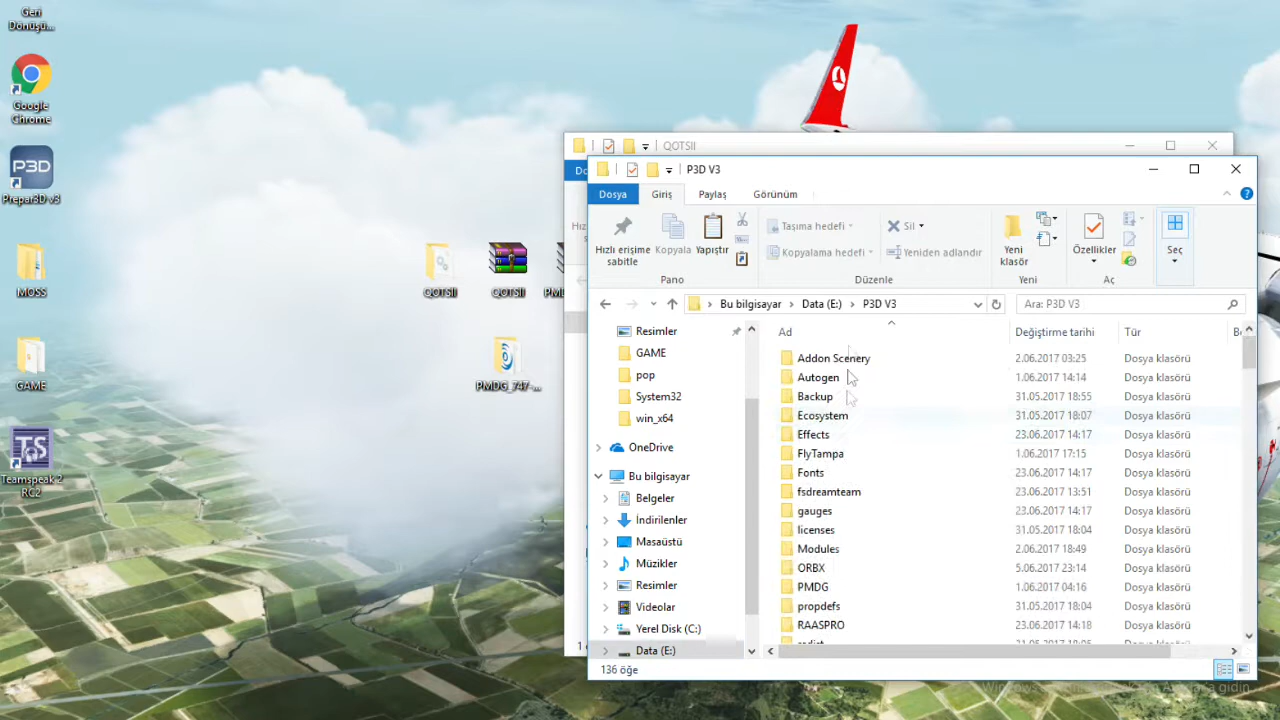 Geri
Dönüşü...
Google
Chrome
P3D
Prepar3D v3
MOSS
GAME
TS
Teamspeak 2
RC2
QOTSII
QOTSII
PMDG_747-...
QOTSII
P3D V3
Dosya
Giriş
Paylaş
Görünüm
Hızlı erişime
sabitle
Kopyala
Yapıştır
Pano
Taşıma hedefi
Kopyalama hedefi
Sil
Yeniden adlandır
Düzenle
Yeni
klasör
Yeni
Özellikler
Aç
Seç
Bu bilgisayar
Data (E:)
P3D V3
Ara: P3D V3
Resimler
GAME
pop
System32
win_x64
OneDrive
Bu bilgisayar
Belgeler
İndirilenler
Masaüstü
Müzikler
Resimler
Videolar
Yerel Disk (C:)
Data (E:)
Ad Değiştirme tarihi Tür
Addon Scenery 2.06.2017 03:25 Dosya klasörü
Autogen 1.06.2017 14:14 Dosya klasörü
Backup 31.05.2017 18:55 Dosya klasörü
Ecosystem 31.05.2017 18:07 Dosya klasörü
Effects 23.06.2017 14:17 Dosya klasörü
FlyTampa 1.06.2017 17:15 Dosya klasörü
Fonts 23.06.2017 14:17 Dosya klasörü
fsdreamteam 23.06.2017 13:51 Dosya klasörü
gauges 23.06.2017 14:17 Dosya klasörü
licenses 31.05.2017 18:04 Dosya klasörü
Modules 2.06.2017 18:49 Dosya klasörü
ORBX 5.06.2017 23:14 Dosya klasörü
PMDG 1.06.2017 04:16 Dosya klasörü
propdefs 31.05.2017 18:04 Dosya klasörü
RAASPRO 23.06.2017 14:18 Dosya klasörü
136 öğe